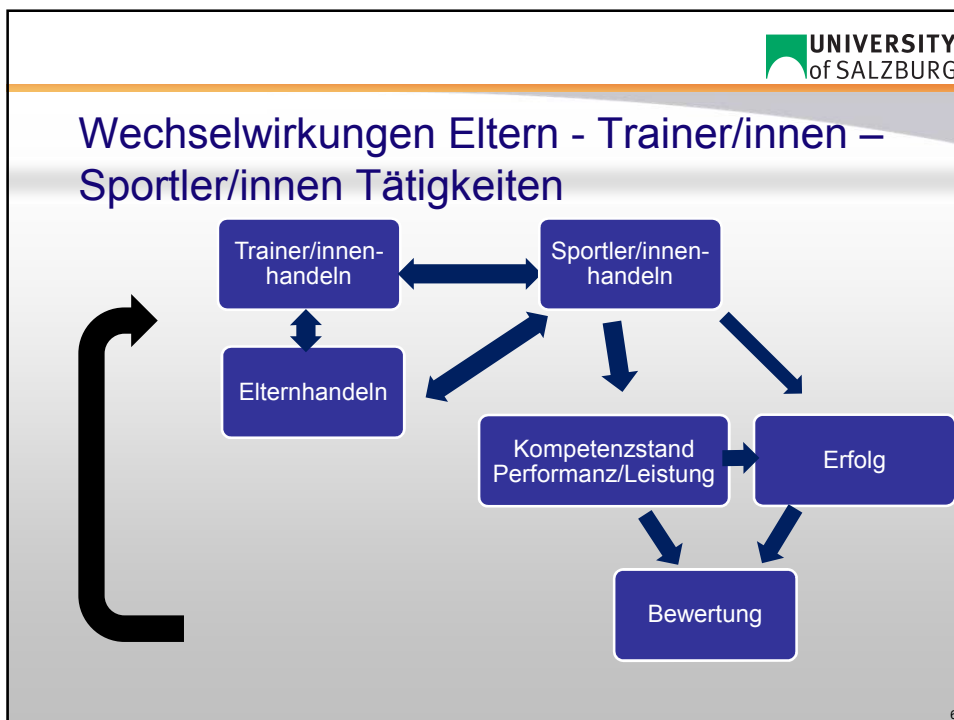 UNIVERSITY
of SALZBURG
Wechselwirkungen Eltern - Trainer/innen –
Sportler/innen Tätigkeiten
Trainer/innen-
handeln
Sportler/innen-
handeln
Elternhandeln
Kompetenzstand
Performanz/Leistung
Erfolg
Bewertung
6